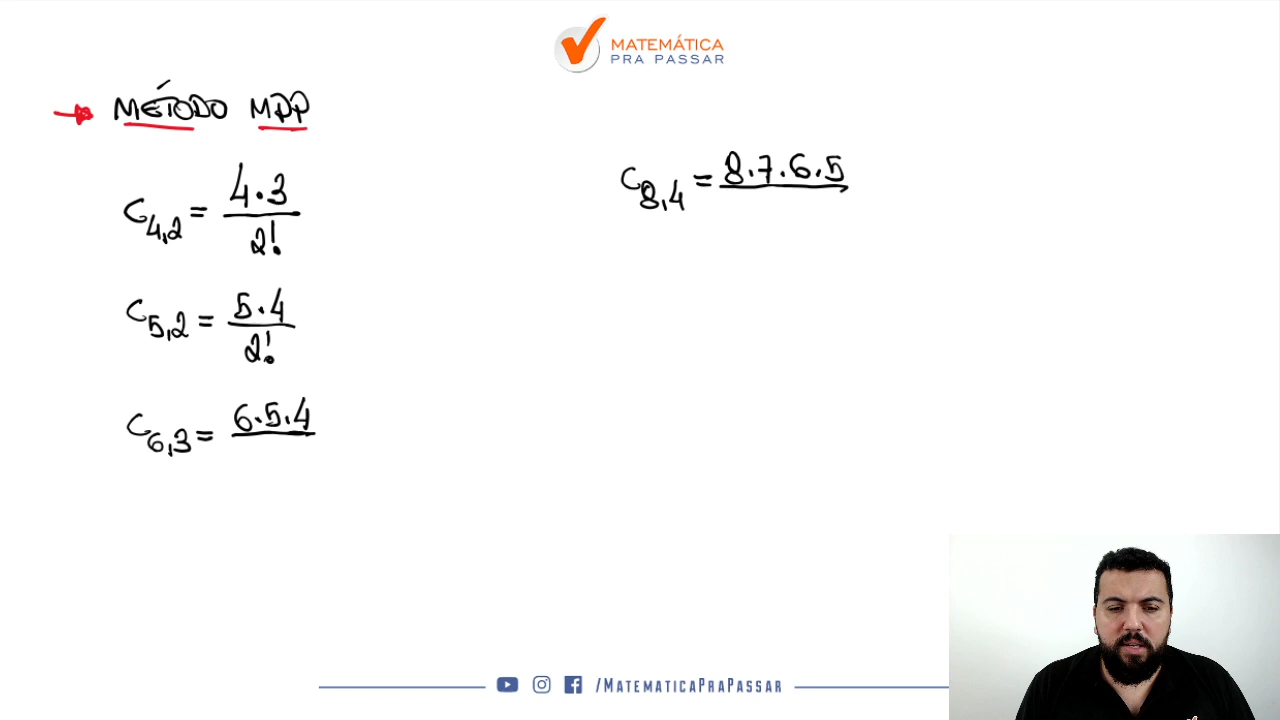 MATEMÁTICA
PRA PASSAR
MÉTODO MPP
C4,2 = 4.3 / 2!
C5,2 = 5.4 / 2!
C6,3 = 6.5.4
C8,4 = 8.7.6.5
/MATEMATICAPRAPASSAR